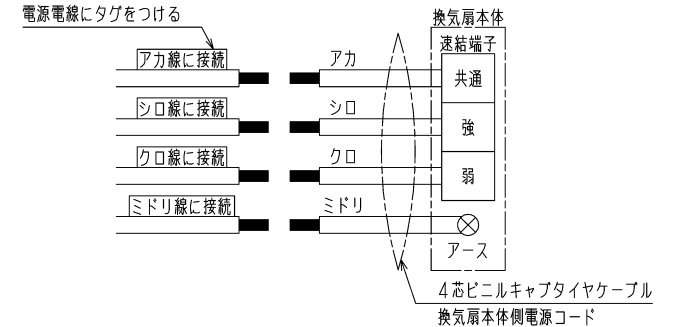 電源電線にタグをつける
換気扇本体
速結端子
アカ線に接続
アカ
共通
シロ線に接続
シロ
強
クロ線に接続
クロ
弱
ミドリ線に接続
ミドリ
アース
4芯ビニルキャブタイヤケーブル
換気扇本体側電源コード